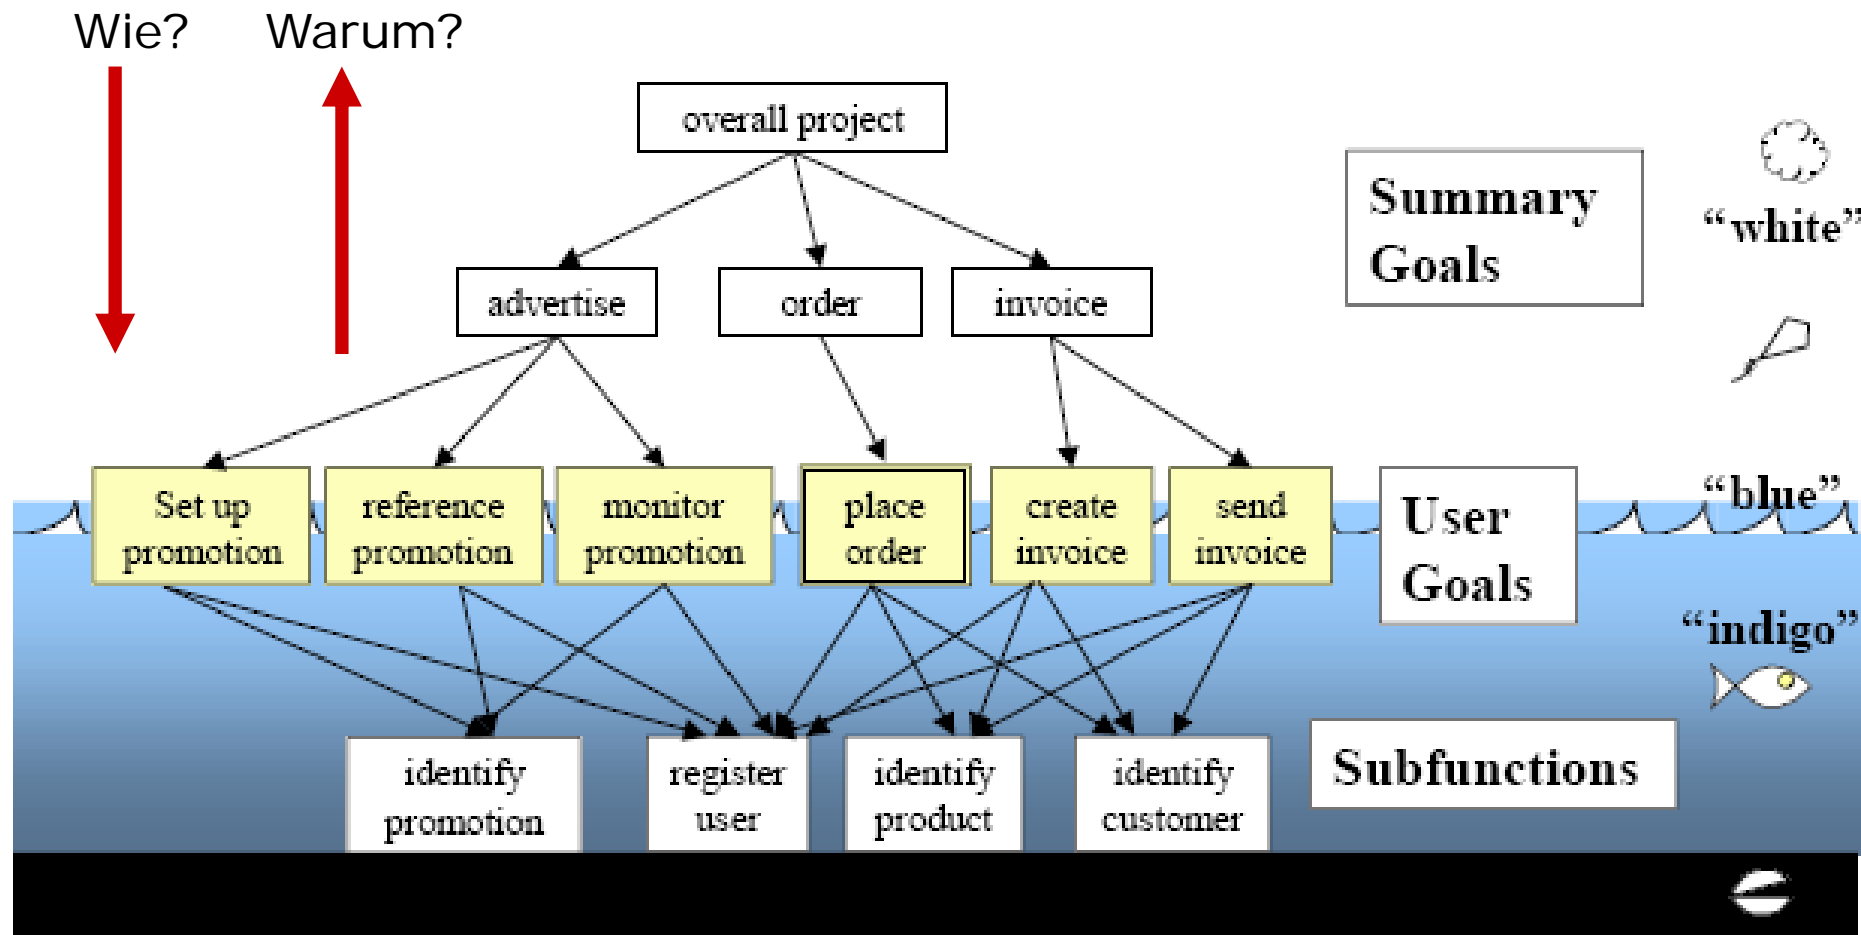 Wie?
Warum?
overall project
Summary
Goals
“white”
advertise
order
invoice
Set up
promotion
reference
promotion
monitor
promotion
place
order
create
invoice
send
invoice
User
Goals
“blue”
“indigo”
identify
promotion
register
user
identify
product
identify
customer
Subfunctions